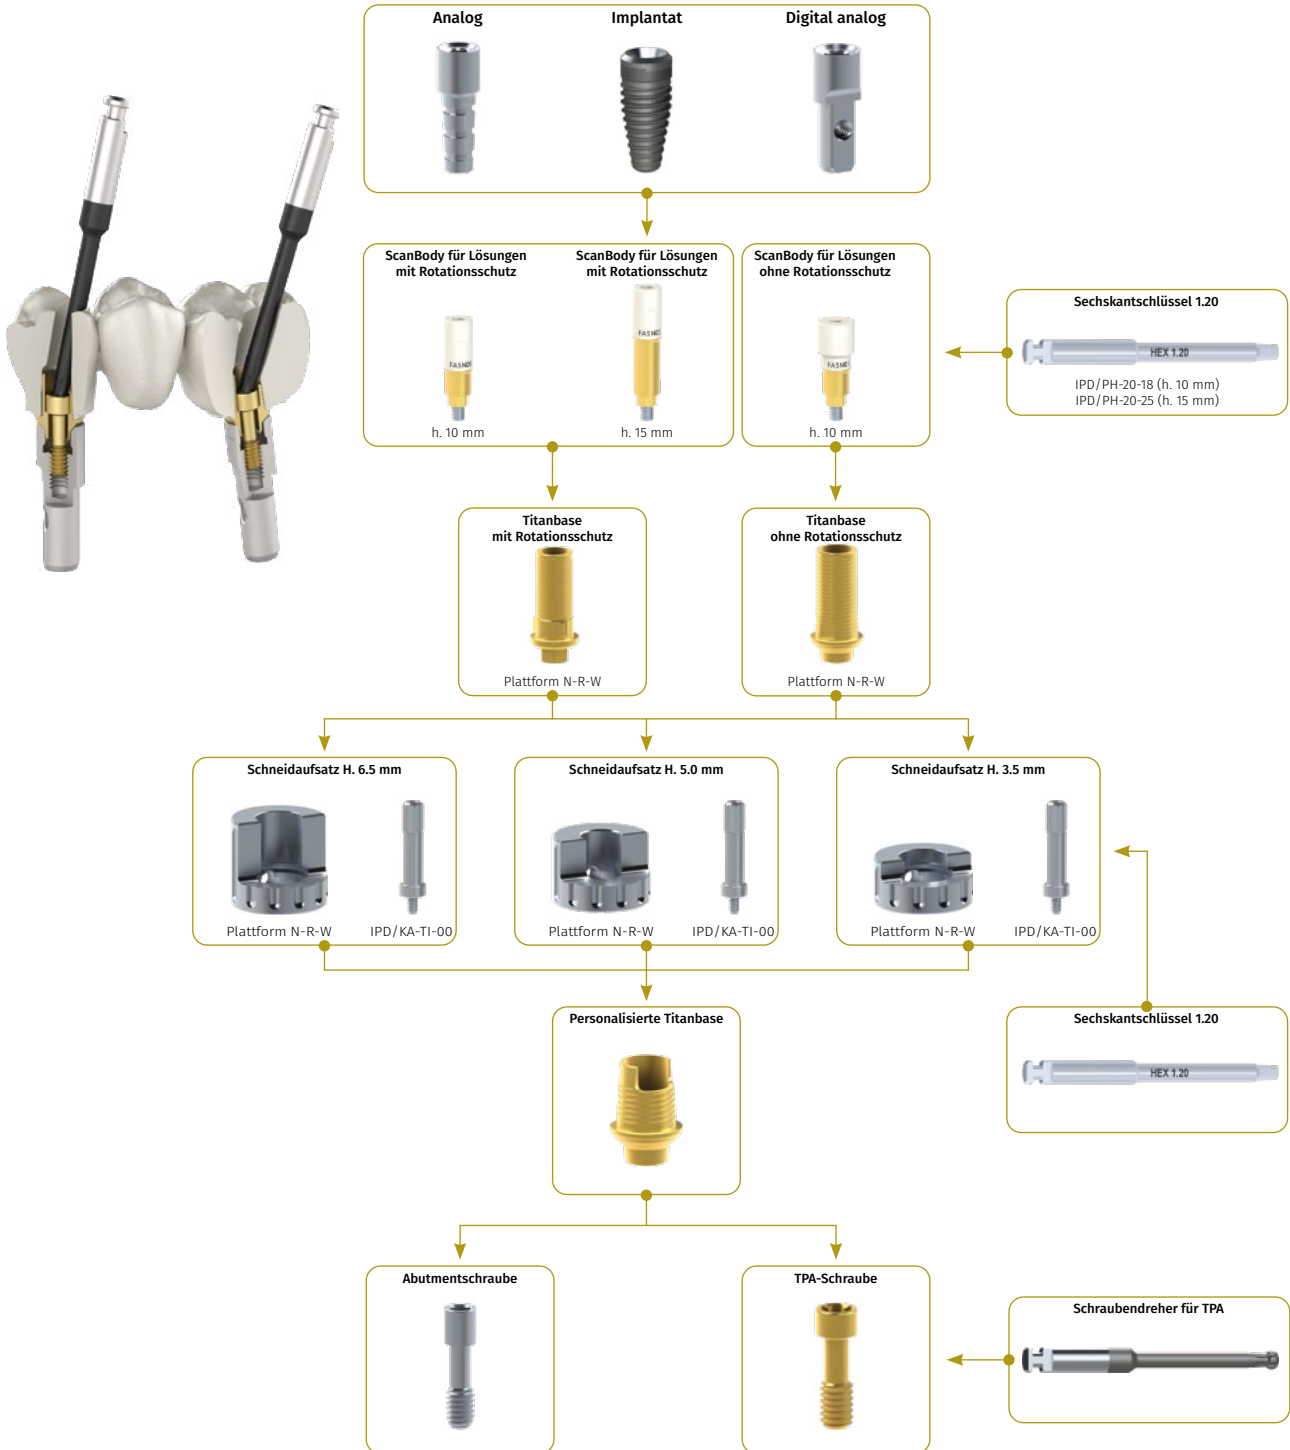 Analog
Implantat
Digital analog
ScanBody für Lösungen
mit Rotationsschutz
h. 10 mm
ScanBody für Lösungen
mit Rotationsschutz
h. 15 mm
ScanBody für Lösungen
ohne Rotationsschutz
h. 10 mm
Sechskantschlüssel 1.20
HEX 1.20
IPD/PH-20-18 (h. 10 mm)
IPD/PH-20-25 (h. 15 mm)
Titanbase
mit Rotationsschutz
Plattform N-R-W
Titanbase
ohne Rotationsschutz
Plattform N-R-W
Schneidaufsatz H. 6.5 mm
Plattform N-R-W
IPD/KA-TI-00
Schneidaufsatz H. 5.0 mm
Plattform N-R-W
IPD/KA-TI-00
Schneidaufsatz H. 3.5 mm
Plattform N-R-W
IPD/KA-TI-00
Personalisierte Titanbase
Sechskantschlüssel 1.20
HEX 1.20
Abutmentschraube
TPA-Schraube
Schraubendreher für TPA